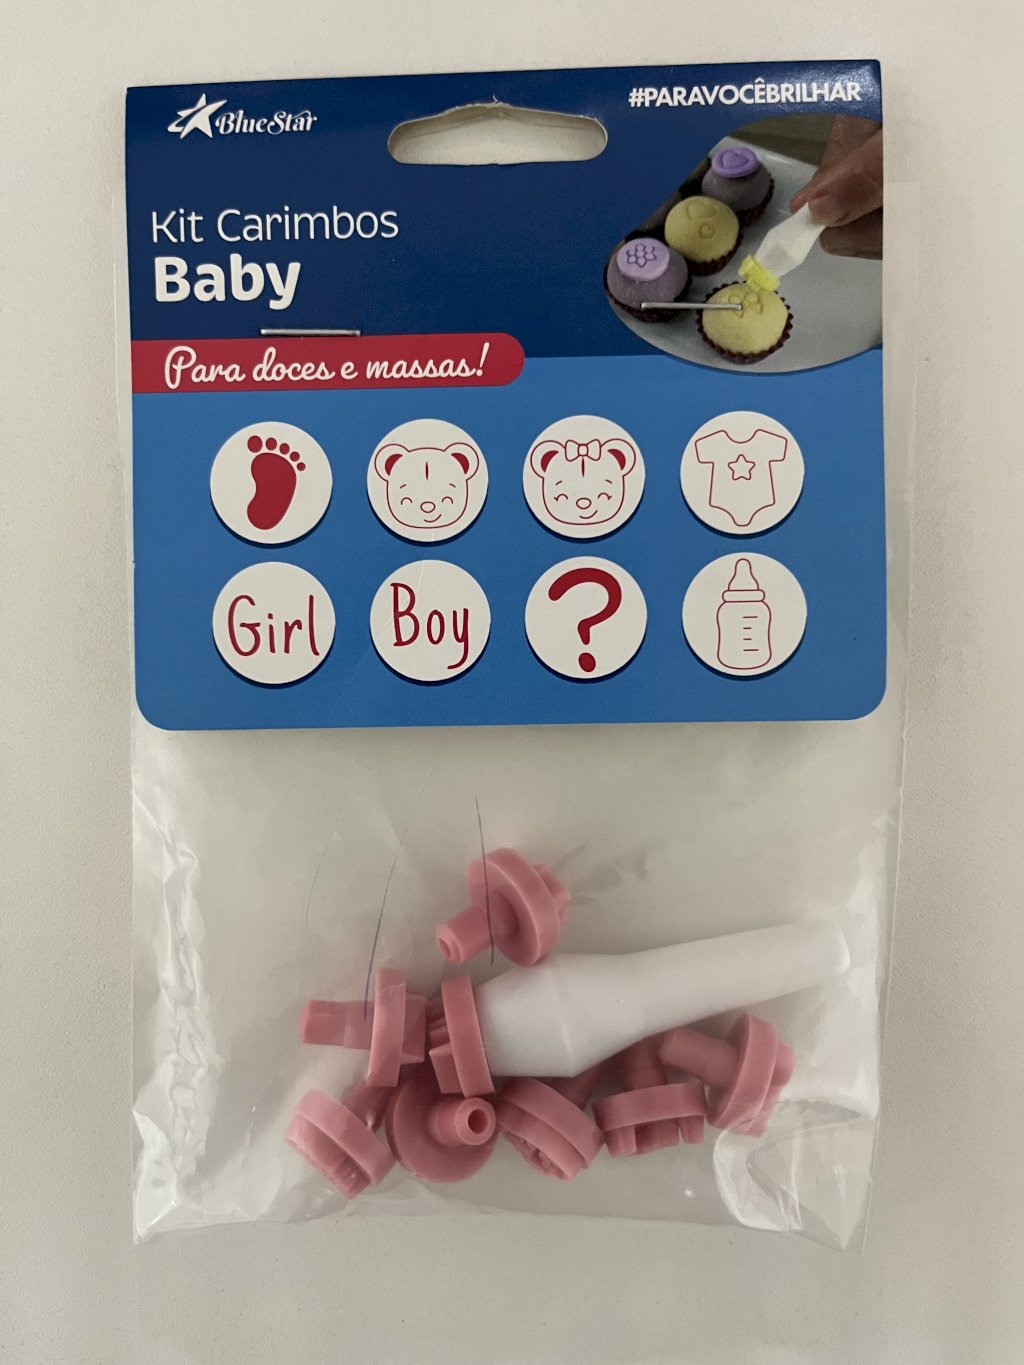 BlueStar
#PARAVOCÊBRILHAR
Kit Carimbos
Baby
Para doces e massas!
Girl
Boy
?